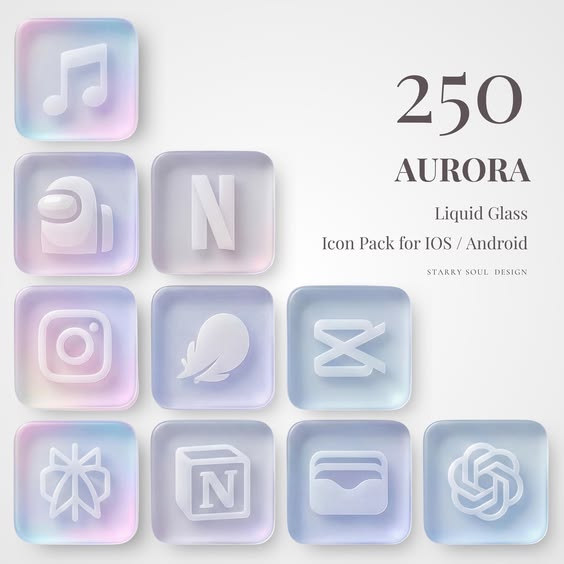 250
AURORA
Liquid Glass
Icon Pack for IOS / Android
STARRY SOUL DESIGN
N
N